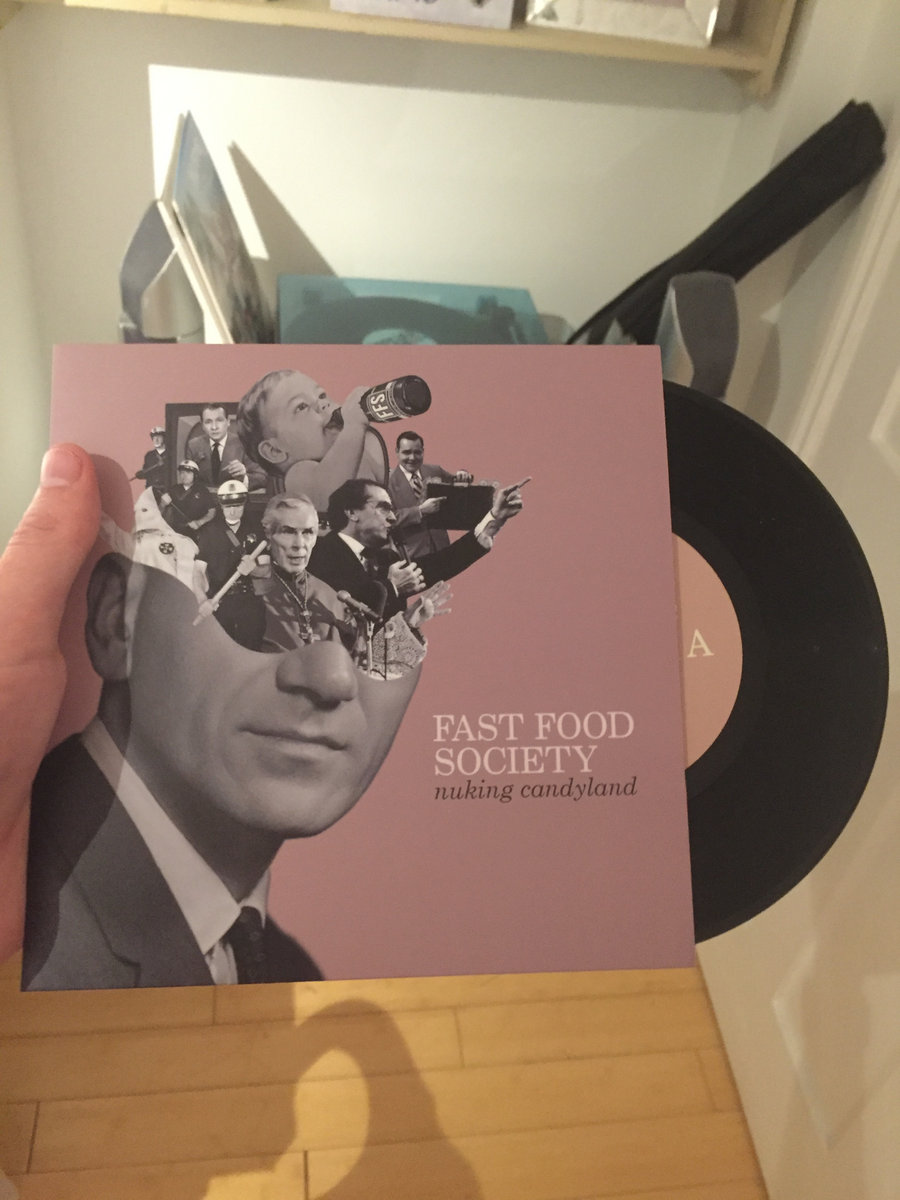 FFS!
FAST FOOD
SOCIETY
nuking candyland
A